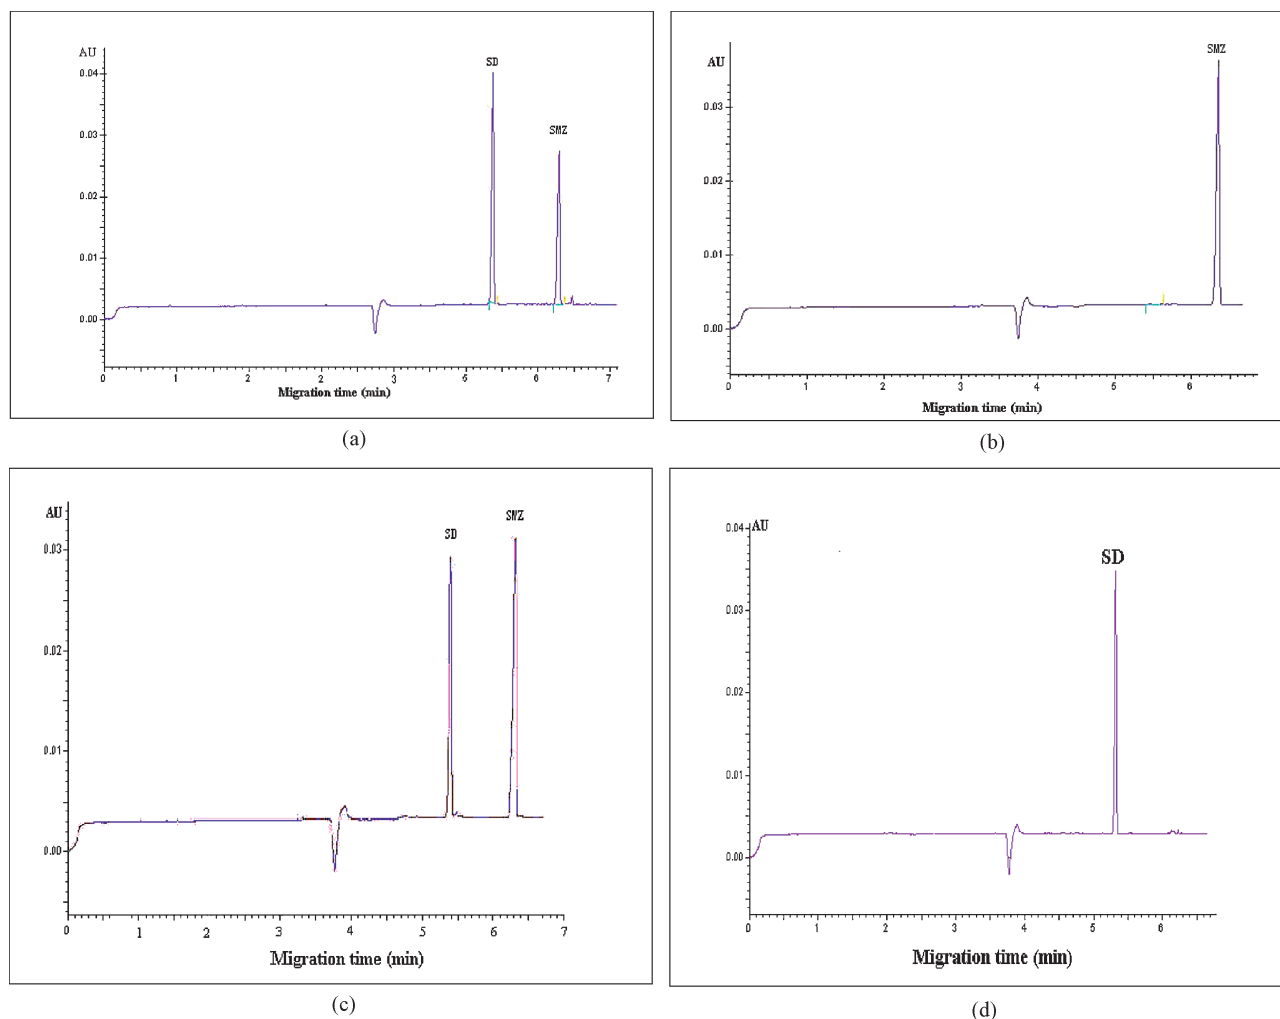 AU
SD
0.04
SMZ
0.03
0.02
0.01
0.00
0 1 2 2 3 5 6 7
Migration time (min)
(a)
SMZ
AU
0.03
0.02
0.01
0.00
0 1 2 3 4 5 6
Migration time (min)
(b)
AU
SD
SMZ
0.03
0.02
0.01
0.00
0 1 2 3 4 5 6 7
Migration time (min)
(c)
0.04 AU
SD
0.03
0.02
0.01
0.00
0 1 2 3 4 5 6
Migration time (min)
(d)